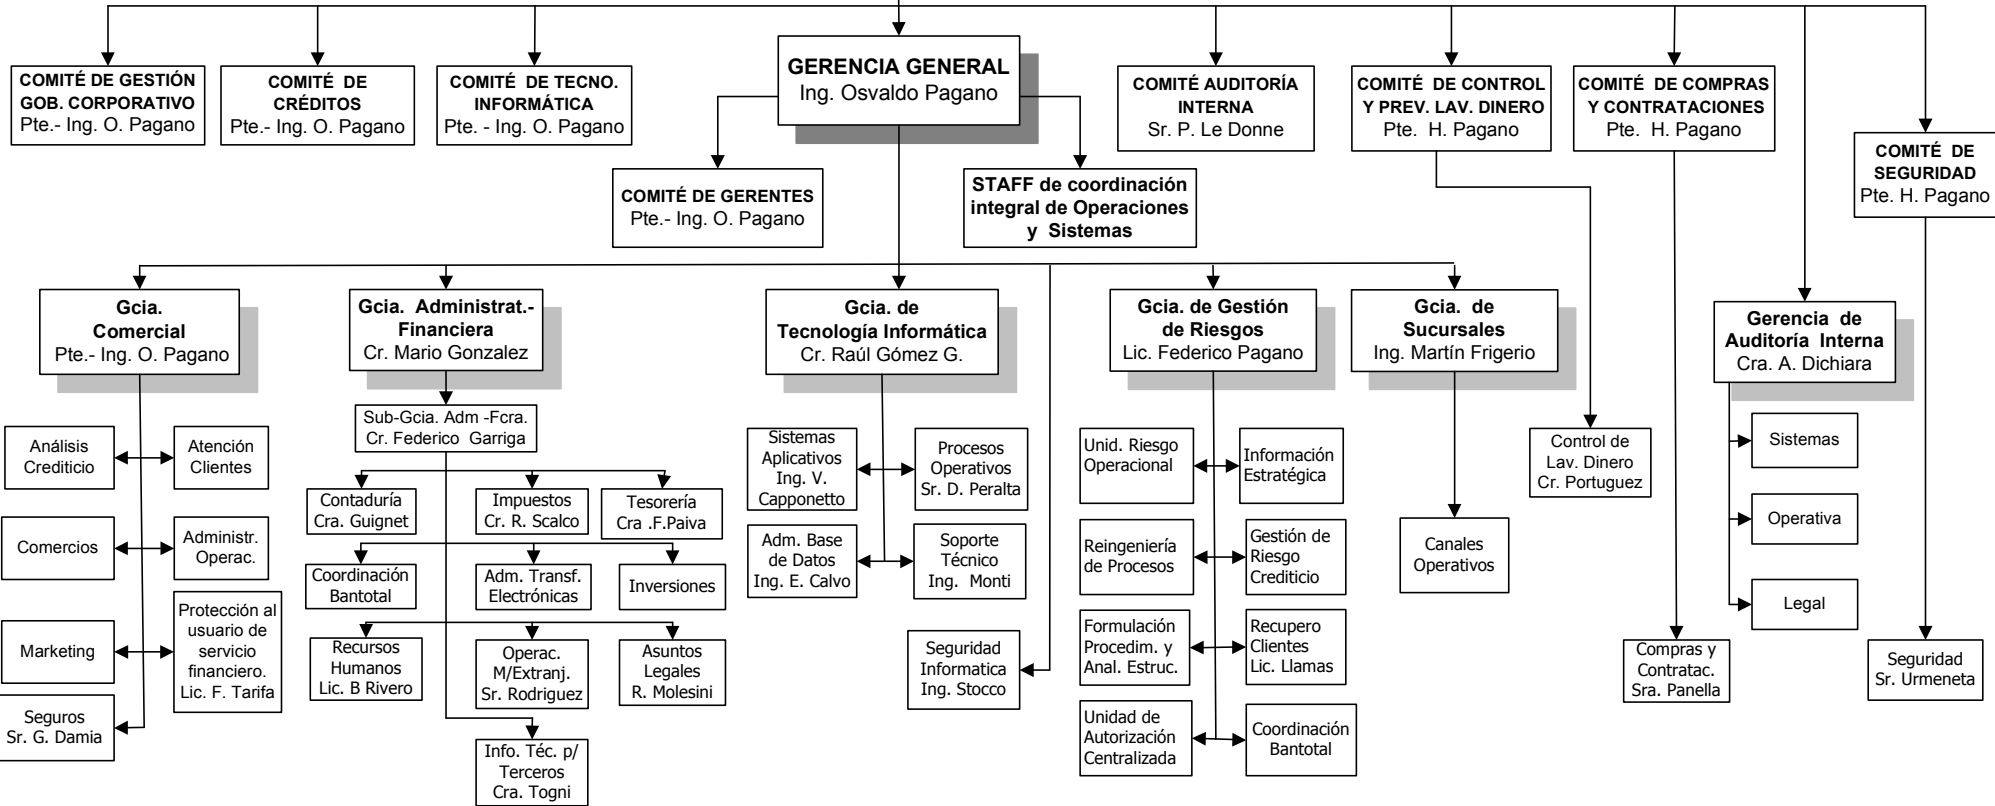 COMITÉ DE GESTIÓN
GOB. CORPORATIVO
Pte.- Ing. O. Pagano
COMITÉ DE
CRÉDITOS
Pte.- Ing. O. Pagano
COMITÉ DE TECNO.
INFORMÁTICA
Pte. - Ing. O. Pagano
GERENCIA GENERAL
Ing. Osvaldo Pagano
COMITÉ AUDITORÍA
INTERNA
Sr. P. Le Donne
COMITÉ DE CONTROL
Y PREV. LAV. DINERO
Pte. H. Pagano
COMITÉ DE COMPRAS
Y CONTRATACIONES
Pte. H. Pagano
COMITÉ DE
SEGURIDAD
Pte. H. Pagano
COMITÉ DE GERENTES
Pte.- Ing. O. Pagano
STAFF de coordinación
integral de Operaciones
y Sistemas
Gcia.
Comercial
Pte.- Ing. O. Pagano
Gcia. Administrat.-
Financiera
Cr. Mario Gonzalez
Gcia. de
Tecnología Informática
Cr. Raúl Gómez G.
Gcia. de Gestión
de Riesgos
Lic. Federico Pagano
Gcia. de
Sucursales
Ing. Martín Frigerio
Gerencia de
Auditoría Interna
Cra. A. Dichiara
Sub-Gcia. Adm -Fcra.
Cr. Federico Garriga
Análisis
Crediticio
Atención
Clientes
Comercios
Administr.
Operac.
Marketing
Protección al
usuario de
servicio
financiero.
Lic. F. Tarifa
Seguros
Sr. G. Damia
Contaduría
Cra. Guignet
Impuestos
Cr. R. Scalco
Tesorería
Cra .F.Paiva
Coordinación
Bantotal
Adm. Transf.
Electrónicas
Inversiones
Recursos
Humanos
Lic. B Rivero
Operac.
M/Extranj.
Sr. Rodriguez
Asuntos
Legales
R. Molesini
Info. Téc. p/
Terceros
Cra. Togni
Sistemas
Aplicativos
Ing. V.
Capponetto
Procesos
Operativos
Sr. D. Peralta
Adm. Base
de Datos
Ing. E. Calvo
Soporte
Técnico
Ing. Monti
Seguridad
Informatica
Ing. Stocco
Unid. Riesgo
Operacional
Información
Estratégica
Reingeniería
de Procesos
Gestión de
Riesgo
Crediticio
Formulación
Procedim. y
Anal. Estruc.
Recupero
Clientes
Lic. Llamas
Unidad de
Autorización
Centralizada
Coordinación
Bantotal
Canales
Operativos
Control de
Lav. Dinero
Cr. Portuguez
Compras y
Contratac.
Sra. Panella
Sistemas
Operativa
Legal
Seguridad
Sr. Urmeneta